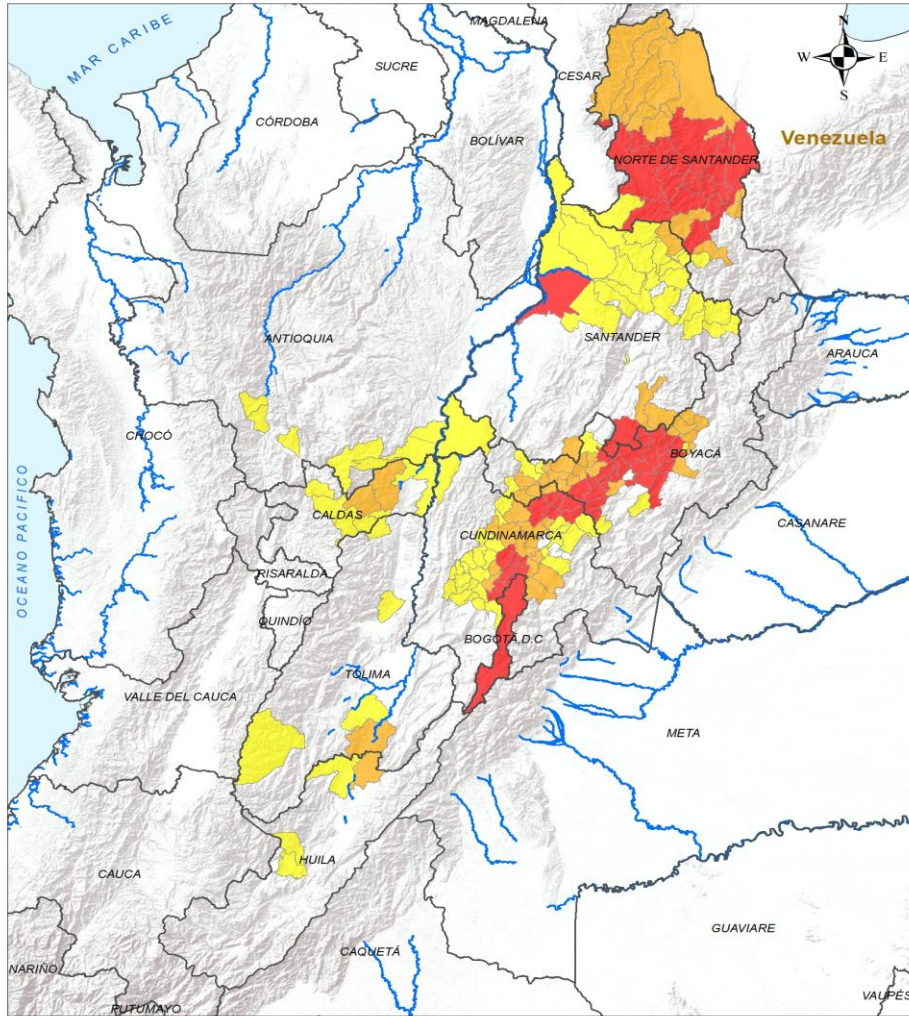 MAGDALENA
N
W
E
S
MAR CARIBE
SUCRE
CESAR
CÓRDOBA
BOLÍVAR
Venezuela
NORTE DE SANTANDER
ANTIOQUIA
SANTANDER
ARAUCA
CHOCÓ
BOYACÁ
OCEANO PACIFICO
CALDAS
CUNDINAMARCA
CASANARE
RISARALDA
QUINDÍO
BOGOTÁ, D.C
TOLIMA
VALLE DEL CAUCA
META
HUILA
CAUCA
GUAVIARE
CAQUETÁ
NARIÑO
VAUPÉS
PUTUMAYO